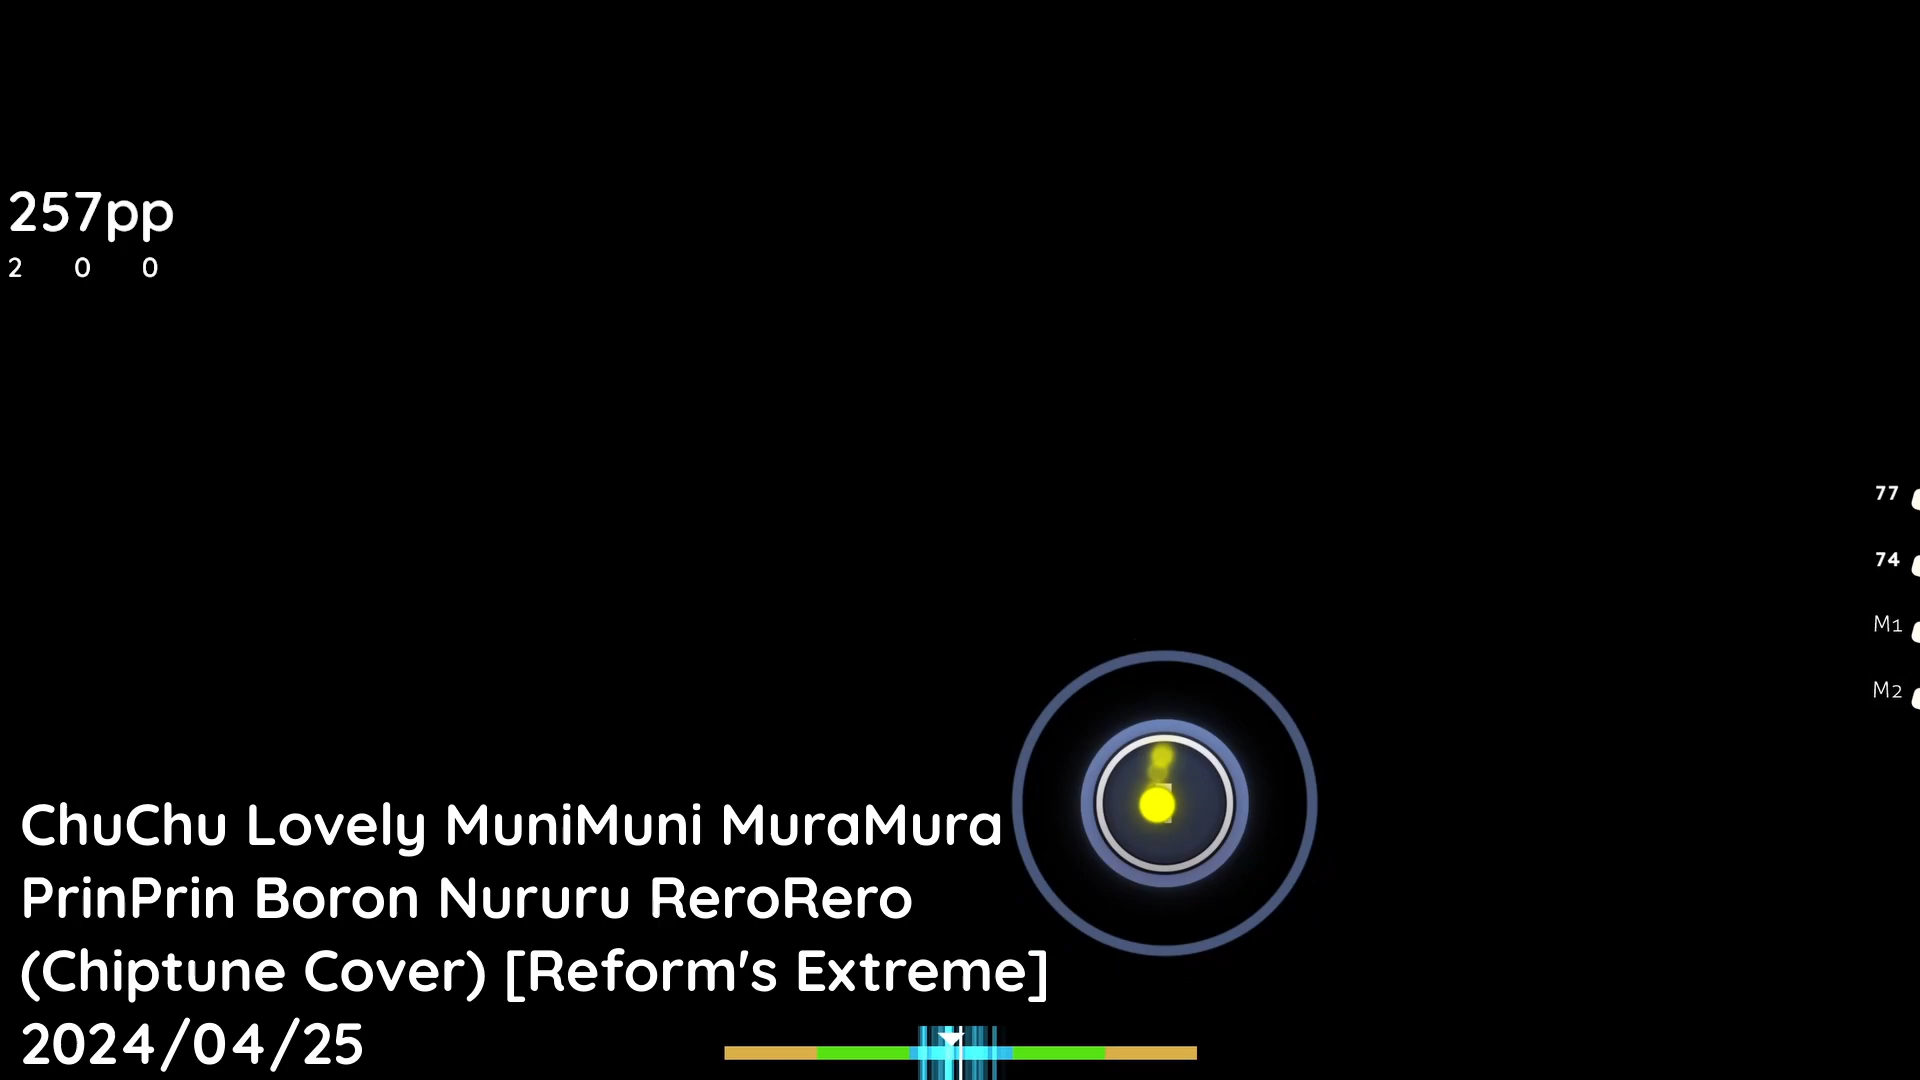 257pp
2 0 0
77
74
M1
M2
ChuChu Lovely MuniMuni MuraMura
PrinPrin Boron Nururu ReroRero
(Chiptune Cover) [Reform's Extreme]
2024/04/25